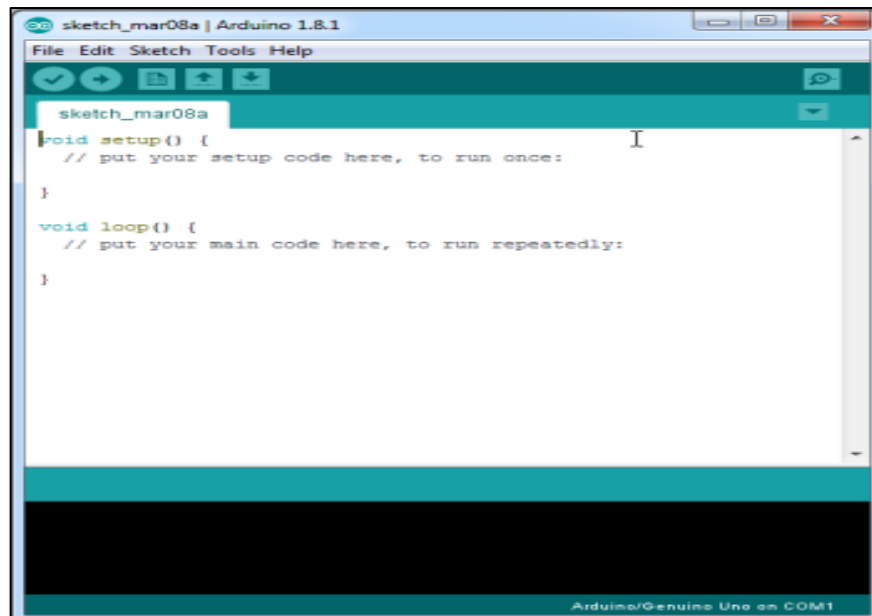 sketch_mar08a | Arduino 1.8.1
File Edit Sketch Tools Help
sketch_mar08a
void setup() {
  // put your setup code here, to run once:
}
void loop() {
  // put your main code here, to run repeatedly:
}
Arduino/Genuino Uno on COM1